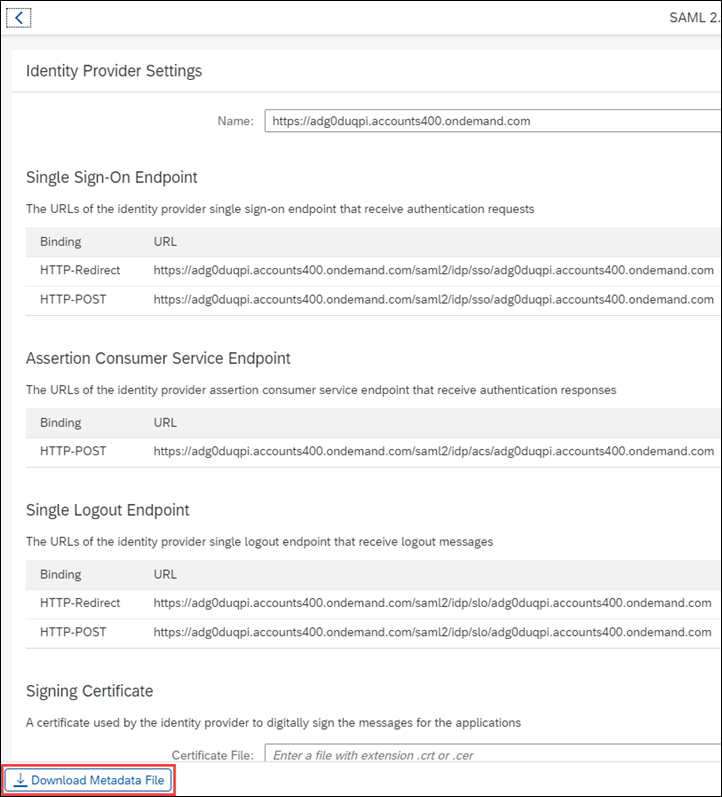 SAML 2.
Identity Provider Settings
Name: https://adg0duqpi.accounts400.ondemand.com
Single Sign-On Endpoint
The URLs of the identity provider single sign-on endpoint that receive authentication requests
Binding URL
HTTP-Redirect https://adg0duqpi.accounts400.ondemand.com/saml2/idp/sso/adg0duqpi.accounts400.ondemand.com
HTTP-POST https://adg0duqpi.accounts400.ondemand.com/saml2/idp/sso/adg0duqpi.accounts400.ondemand.com
Assertion Consumer Service Endpoint
The URLs of the identity provider assertion consumer service endpoint that receive authentication responses
Binding URL
HTTP-POST https://adg0duqpi.accounts400.ondemand.com/saml2/idp/acs/adg0duqpi.accounts400.ondemand.com
Single Logout Endpoint
The URLs of the identity provider single logout endpoint that receive logout messages
Binding URL
HTTP-Redirect https://adg0duqpi.accounts400.ondemand.com/saml2/idp/slo/adg0duqpi.accounts400.ondemand.com
HTTP-POST https://adg0duqpi.accounts400.ondemand.com/saml2/idp/slo/adg0duqpi.accounts400.ondemand.com
Signing Certificate
A certificate used by the identity provider to digitally sign the messages for the applications
Certificate File: Enter a file with extension .crt or .cer
Download Metadata File